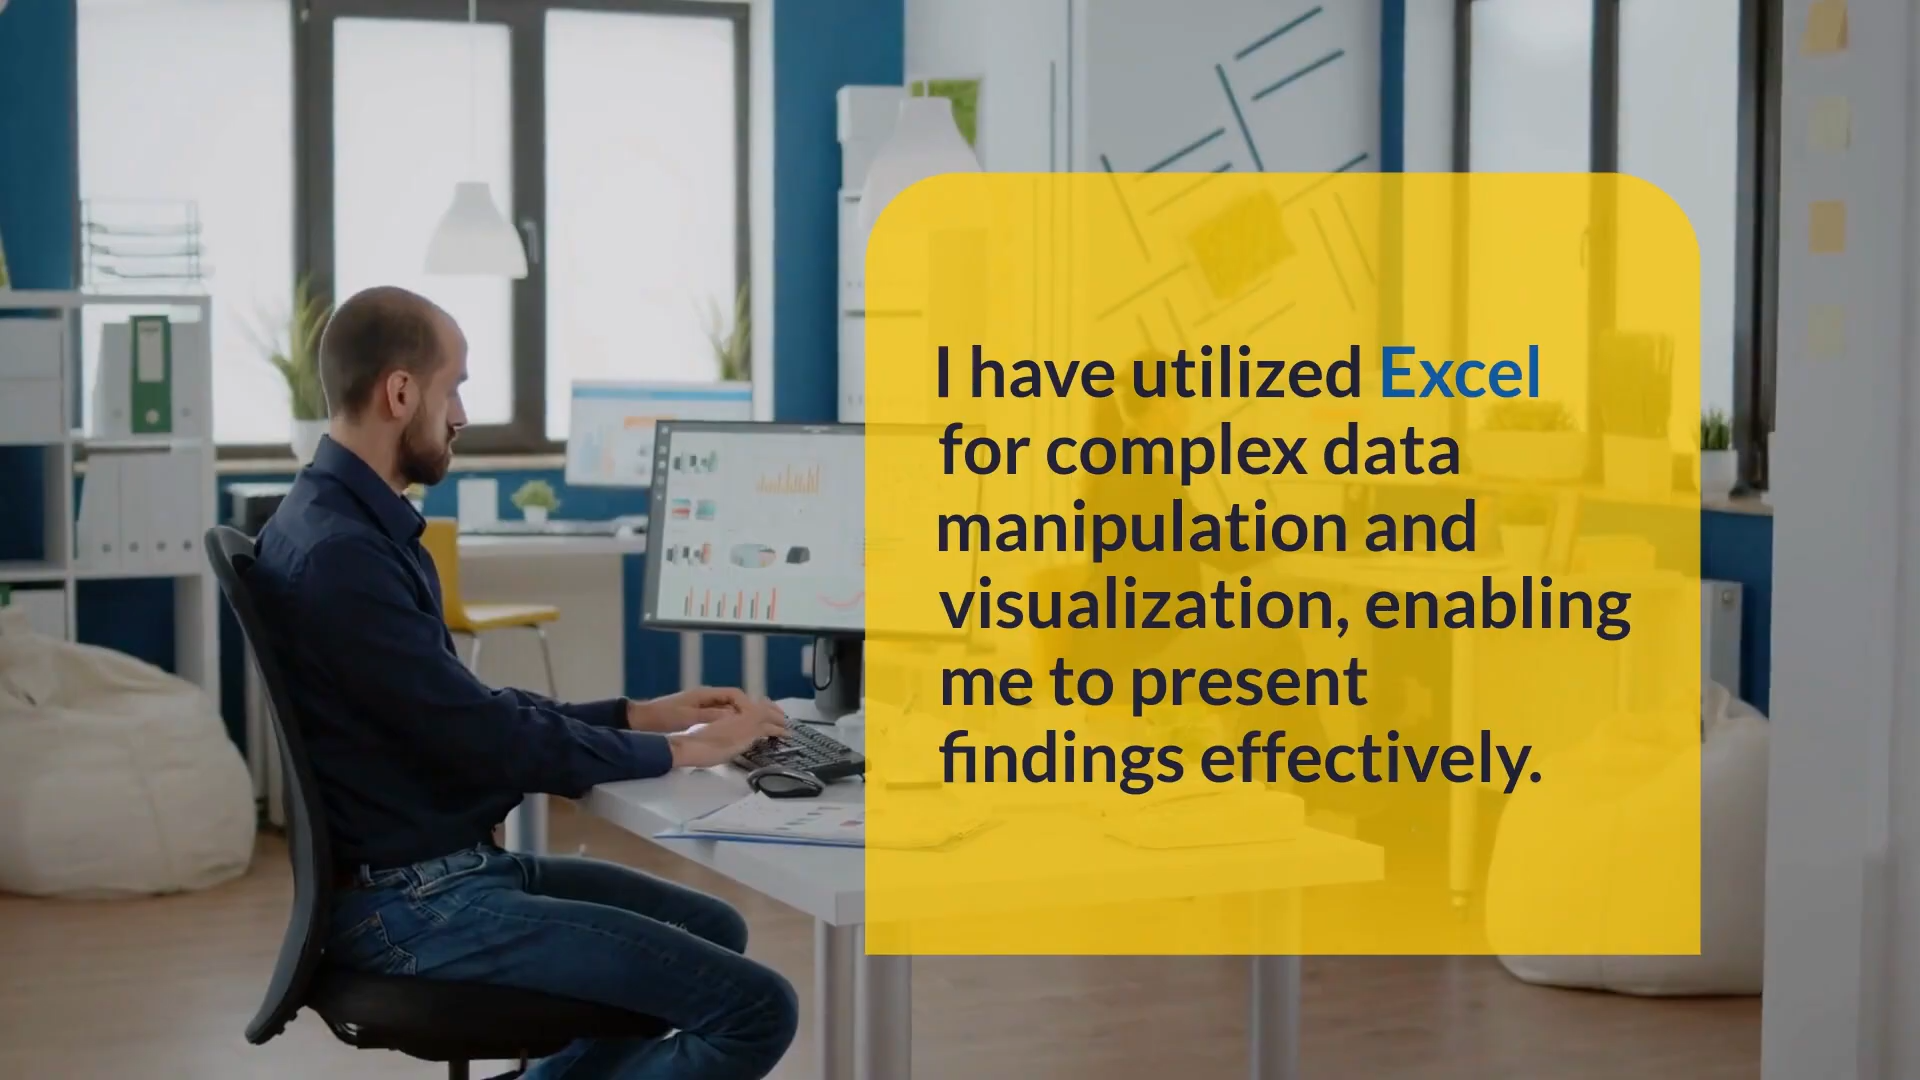 I have utilized Excel
for complex data
manipulation and
visualization, enabling
me to present
findings effectively.